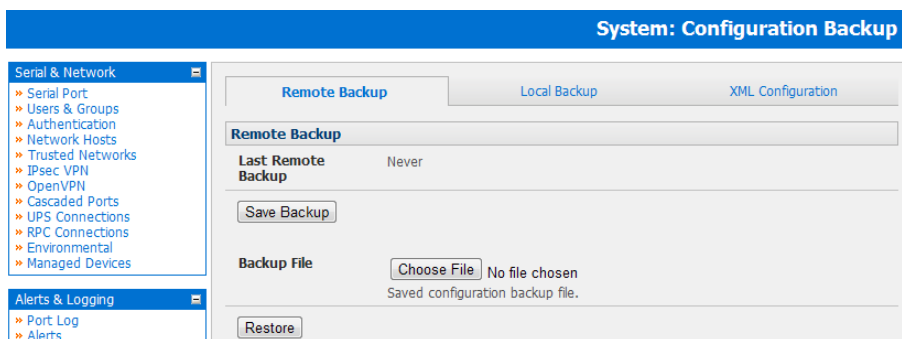 System: Configuration Backup
Serial & Network
» Serial Port
» Users & Groups
» Authentication
» Network Hosts
» Trusted Networks
» IPsec VPN
» OpenVPN
» Cascaded Ports
» UPS Connections
» RPC Connections
» Environmental
» Managed Devices
Alerts & Logging
» Port Log
» Alerts
Remote Backup
Local Backup
XML Configuration
Remote Backup
Last Remote Never
Backup
Save Backup
Backup File Choose File No file chosen
Saved configuration backup file.
Restore